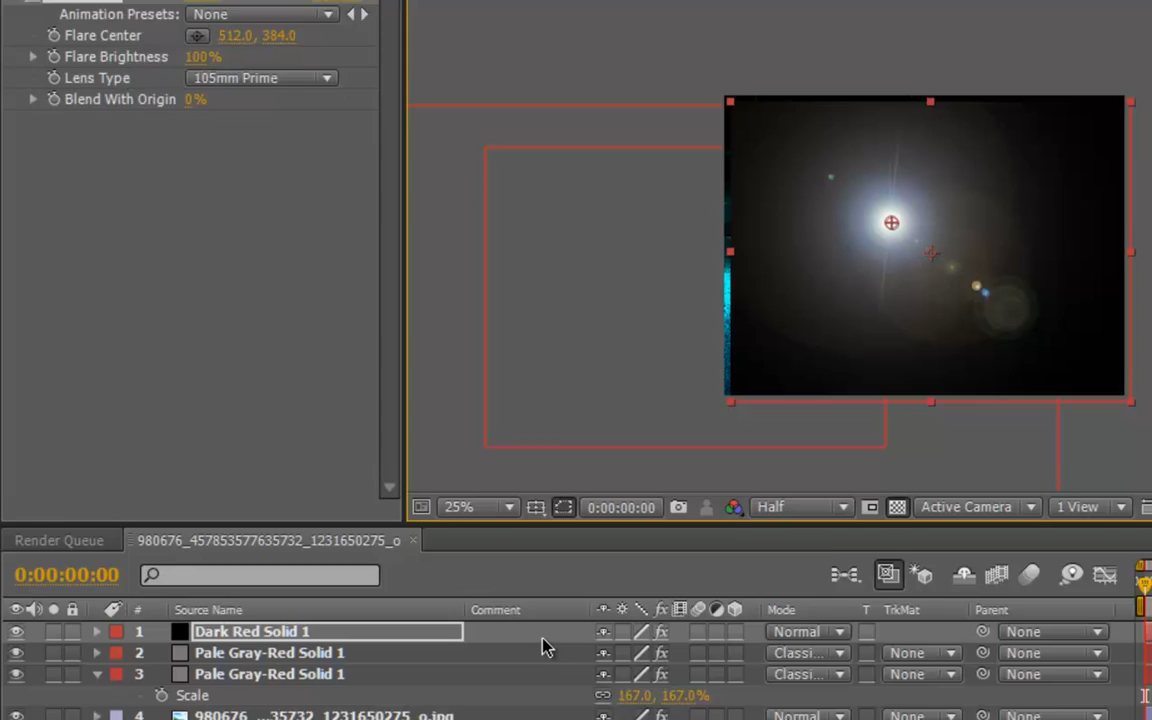 Animation Presets: None
Flare Center 512.0, 384.0
Flare Brightness 100%
Lens Type 105mm Prime
Blend With Origin 0%
25% 0:00:00:00 Half Active Camera 1 View
Render Queue 980676_457853577635732_1231650275_o ×
0:00:00:00
# Source Name Comment fx Mode T TrkMat Parent
1 Dark Red Solid 1 fx Normal None
2 Pale Gray-Red Solid 1 fx Classi... None None
3 Pale Gray-Red Solid 1 fx Classi... None None
Scale 167.0, 167.0%
4 980676_...35732_1231650275_o.jpg Normal None None